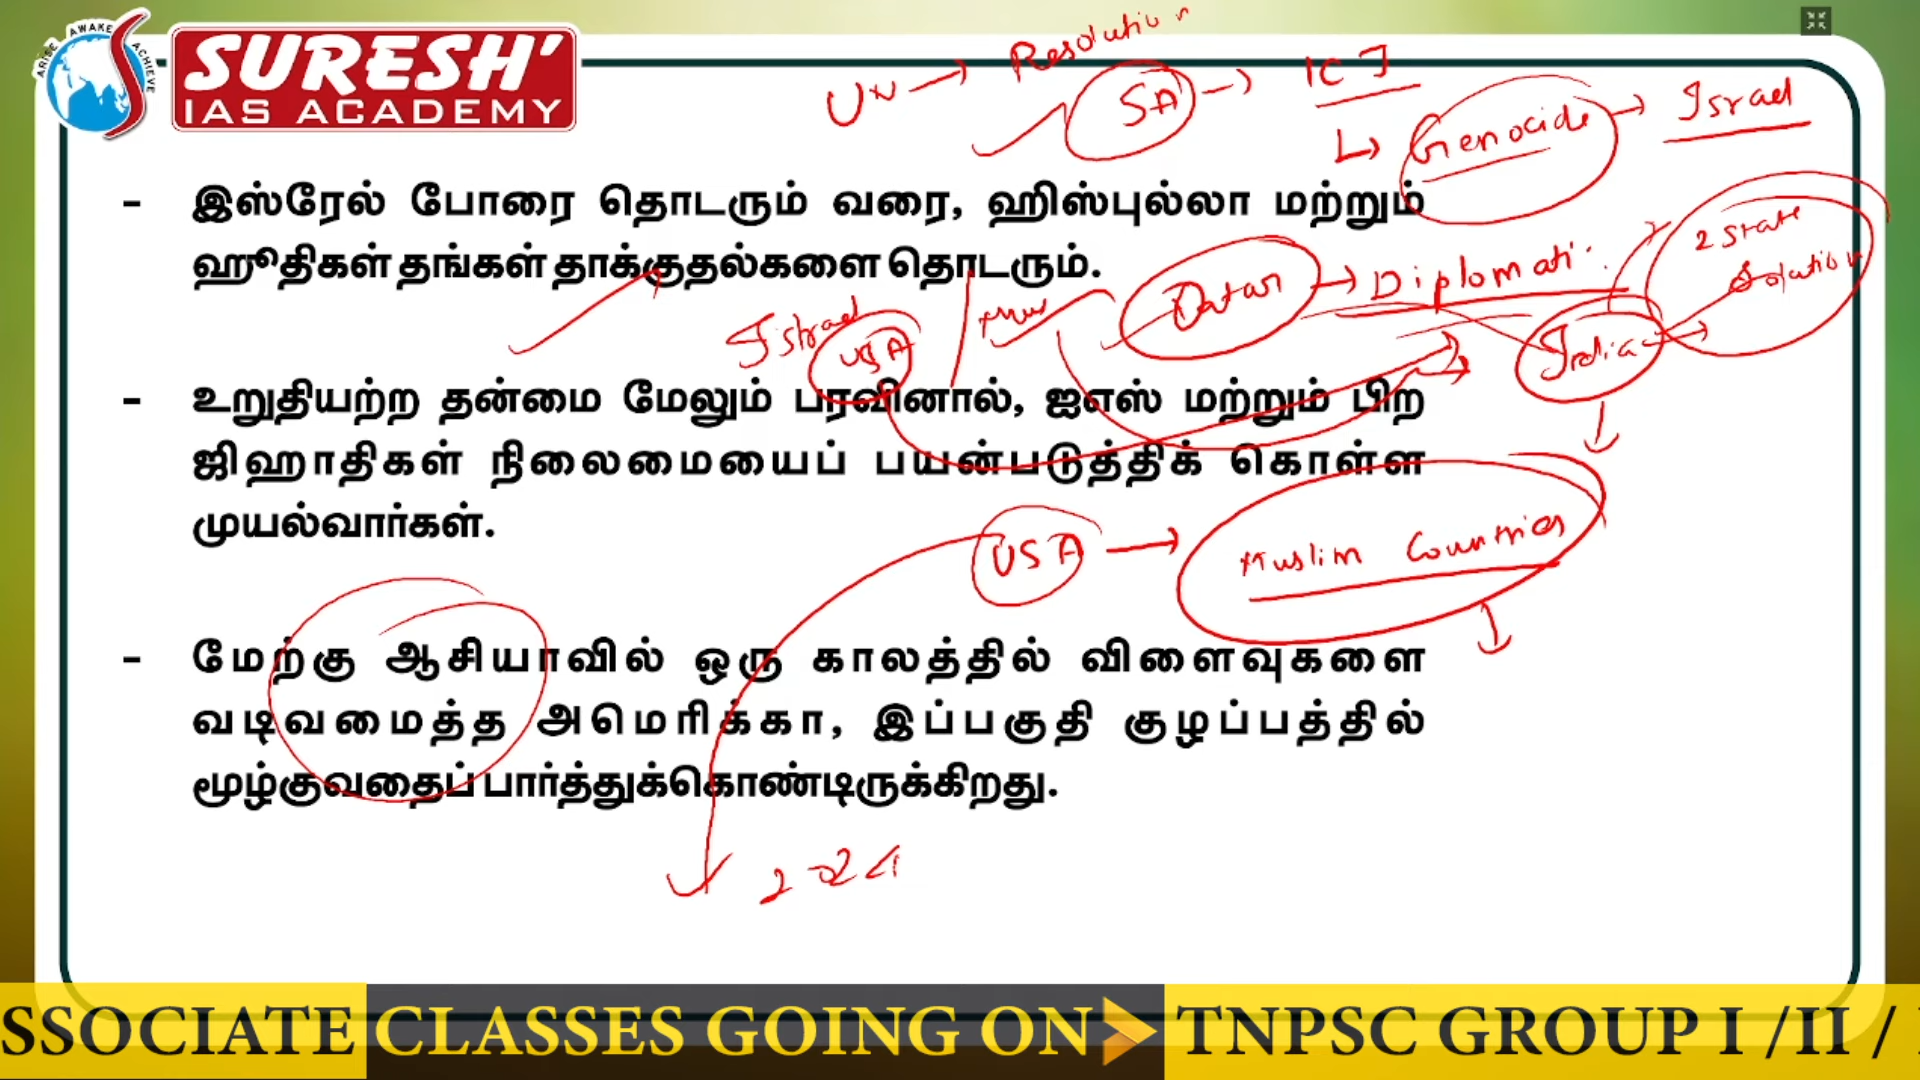 ARISE AWAKE ACHIEVE
SURESH'
IAS ACADEMY
UN → Resolution
SA → ICJ
↳ Genocide → Israel
- இஸ்ரேல் போரை தொடரும் வரை, ஹிஸ்புல்லா மற்றும்
ஹூதிகள் தங்கள் தாக்குதல்களை தொடரும்.
2 state
Solution
Qatar → Diplomati
Israel
USA
India
- உறுதியற்ற தன்மை மேலும் பரவினால், ஐஎஸ் மற்றும் பிற
ஜிஹாதிகள் நிலைமையைப் பயன்படுத்திக் கொள்ள
முயல்வார்கள்.
USA → Muslim Countries
- மேற்கு ஆசியாவில் ஒரு காலத்தில் விளைவுகளை
வடிவமைத்த அமெரிக்கா, இப்பகுதி குழப்பத்தில்
மூழ்குவதைப் பார்த்துக்கொண்டிருக்கிறது.
SSOCIATE CLASSES GOING ON TNPSC GROUP I /II /